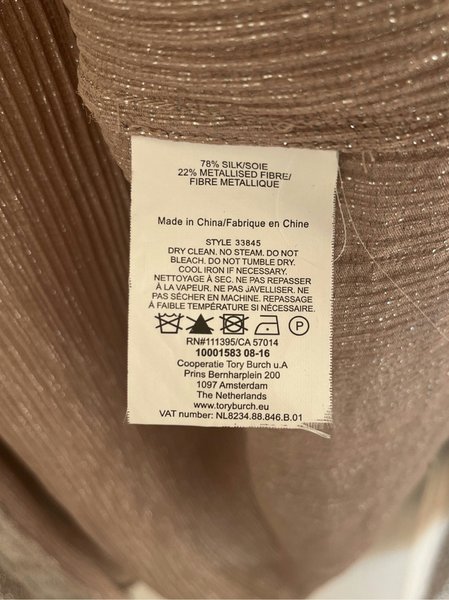 78% SILK/SOIE
22% METALLISED FIBRE/
FIBRE METALLIQUE
Made in China/Fabrique en Chine
STYLE 33845
DRY CLEAN. NO STEAM. DO NOT
BLEACH. DO NOT TUMBLE DRY.
COOL IRON IF NECESSARY.
NETTOYAGE À SEC. NE PAS REPASSER
À LA VAPEUR. NE PAS JAVELLISER. NE
PAS SÉCHER EN MACHINE. REPASSAGE
À FAIBLE TEMPÉRATURE SI NÉCESSAIRE.
P
RN#111395/CA 57014
10001583 08-16
Cooperatie Tory Burch u.A
Prins Bernharplein 200
1097 Amsterdam
The Netherlands
www.toryburch.eu
VAT number: NL8234.88.846.B.01